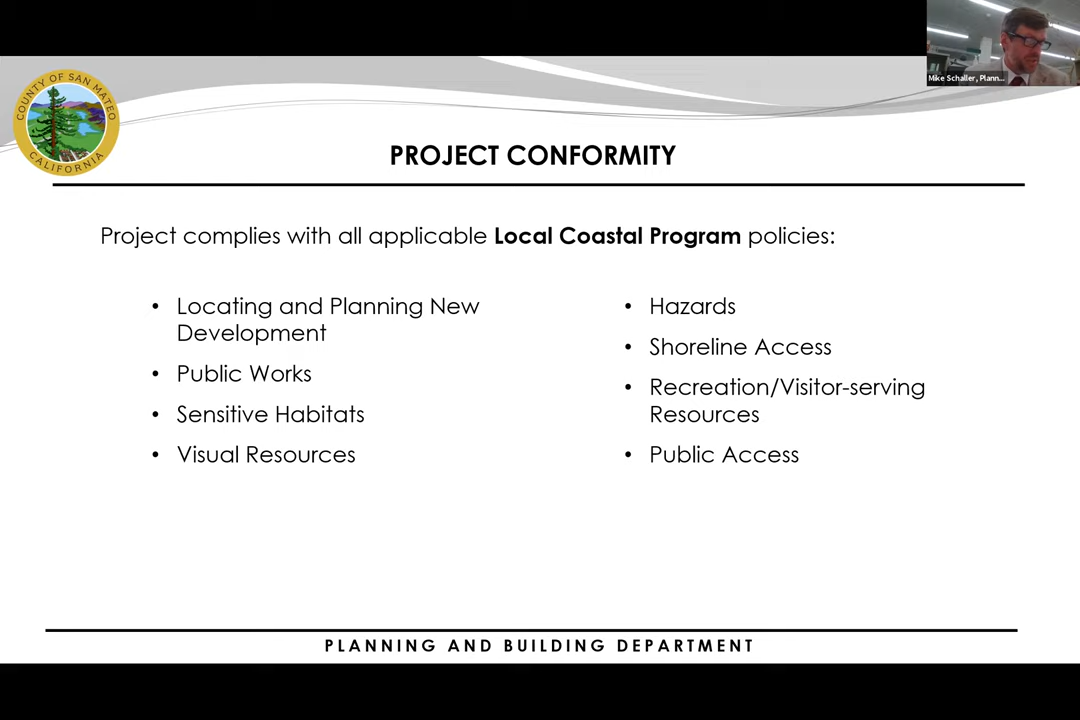 Mike Schaller, Plann...
COUNTY OF SAN MATEO
CALIFORNIA
PROJECT CONFORMITY
Project complies with all applicable Local Coastal Program policies:
• Locating and Planning New
Development
• Public Works
• Sensitive Habitats
• Visual Resources
• Hazards
• Shoreline Access
• Recreation/Visitor-serving
Resources
• Public Access
PLANNING AND BUILDING DEPARTMENT